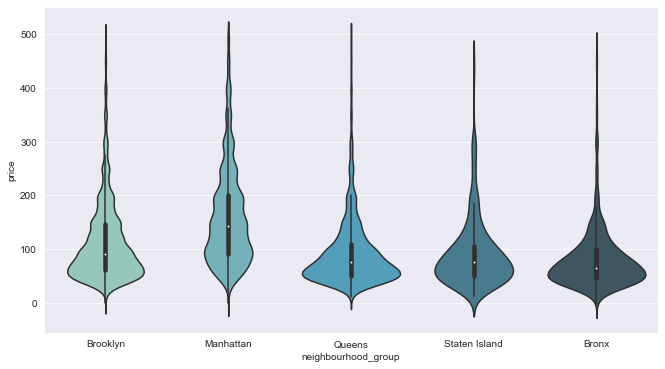 500
400
300
200
100
0
price
Brooklyn Manhattan Queens Staten Island Bronx
neighbourhood_group